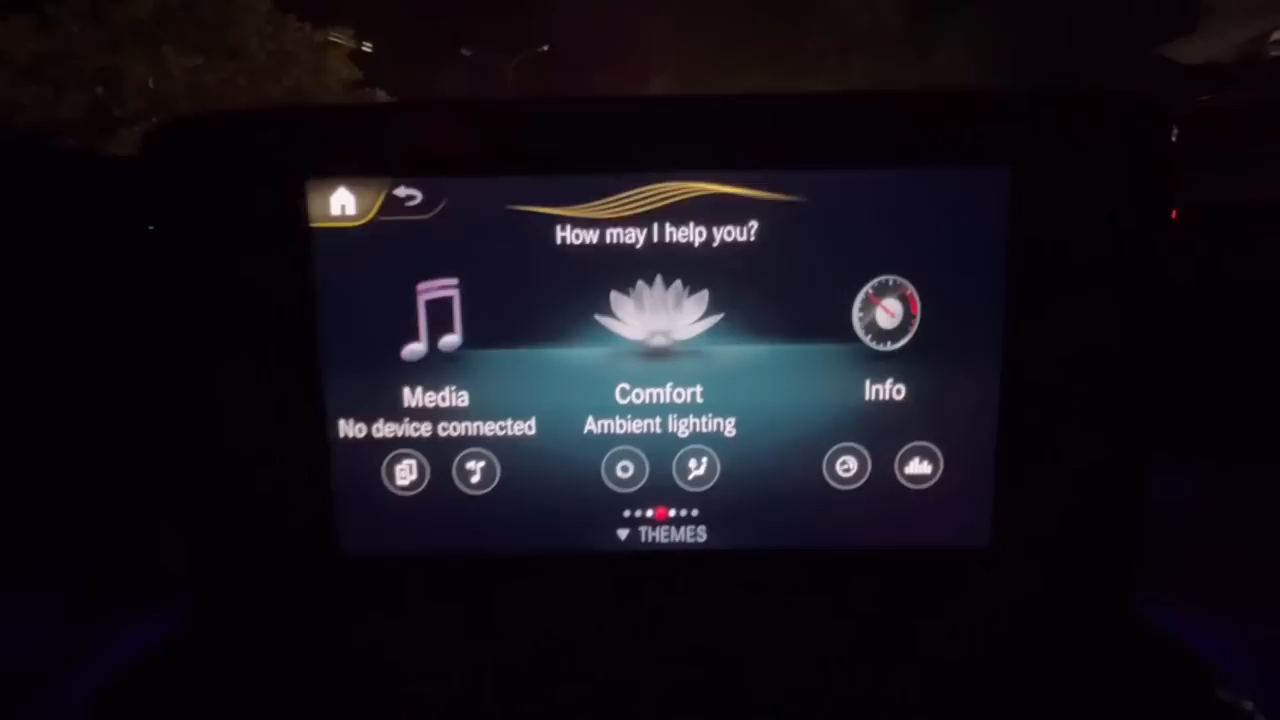 How may I help you?
Media
Comfort
Info
No device connected
Ambient lighting
THEMES